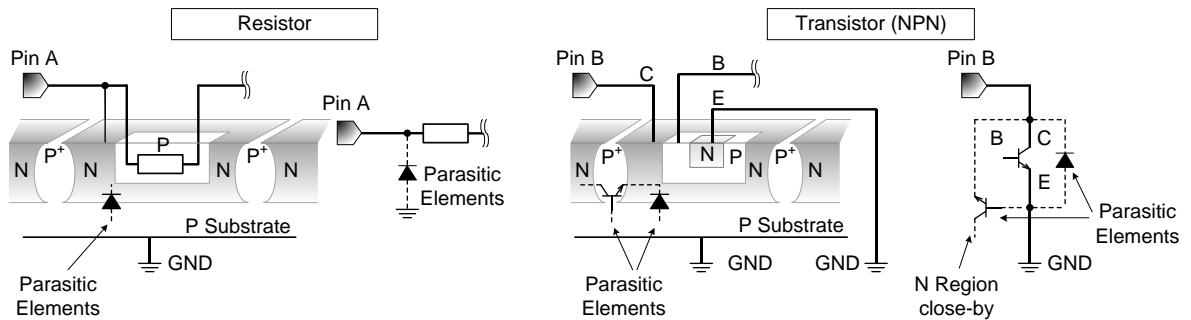 Resistor
Pin A
N
P+
N
P
N
P+
N
P Substrate
GND
Parasitic
Elements
Pin A
Parasitic
Elements
Transistor (NPN)
Pin B
C
B
E
N
P+
N
N
P
N
P+
N
P Substrate
GND
GND
Parasitic
Elements
Pin B
B
C
E
Parasitic
Elements
GND
N Region
close-by